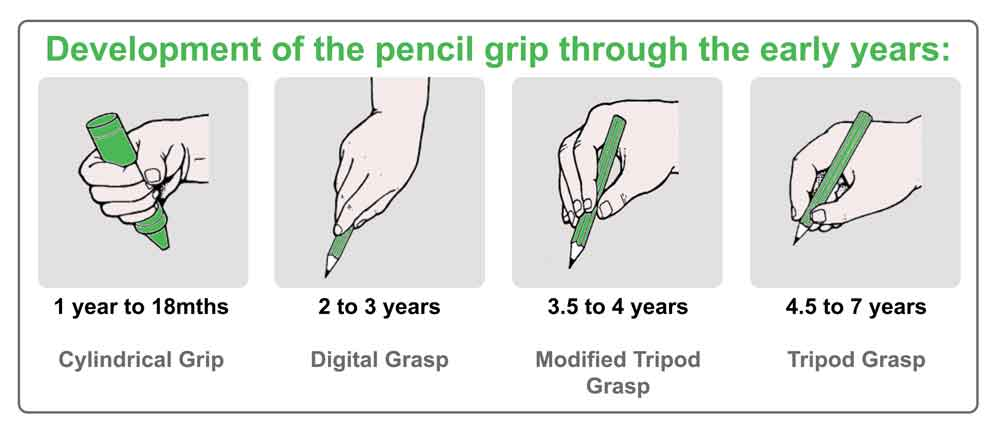 Development of the pencil grip through the early years:
1 year to 18mths
2 to 3 years
3.5 to 4 years
4.5 to 7 years
Cylindrical Grip
Digital Grasp
Modified Tripod
Grasp
Tripod Grasp